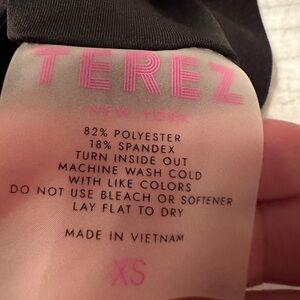 TEREZ
NEW YORK
82% POLYESTER
18% SPANDEX
TURN INSIDE OUT
MACHINE WASH COLD
WITH LIKE COLORS
DO NOT USE BLEACH OR SOFTENER
LAY FLAT TO DRY
MADE IN VIETNAM
XS